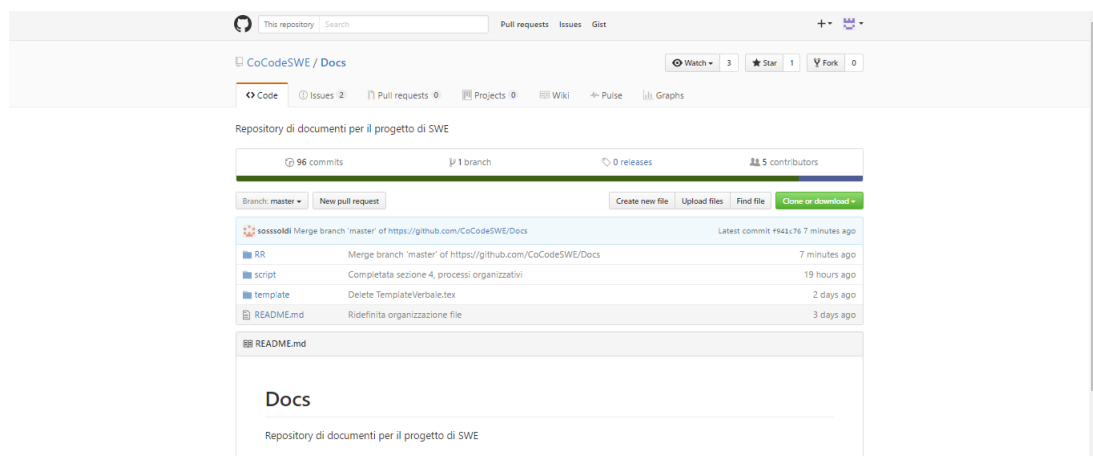 This repository Search Pull requests Issues Gist
CoCodeSWE / Docs Watch 3 Star 1 Fork 0
Code Issues 2 Pull requests 0 Projects 0 Wiki Pulse Graphs
Repository di documenti per il progetto di SWE
96 commits 1 branch 0 releases 5 contributors
Branch: master New pull request Create new file Upload files Find file Clone or download
sosssoldi Merge branch 'master' of https://github.com/CoCodeSWE/Docs Latest commit f941c76 7 minutes ago
RR Merge branch 'master' of https://github.com/CoCodeSWE/Docs 7 minutes ago
script Completata sezione 4, processi organizzativi 19 hours ago
template Delete TemplateVerbale.tex 2 days ago
README.md Ridefinita organizzazione file 3 days ago
README.md
Docs
Repository di documenti per il progetto di SWE